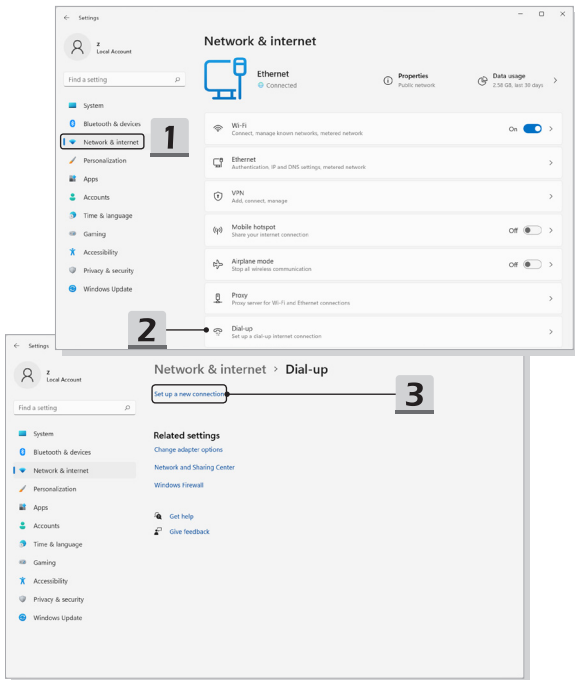 Settings
z
Local Account
Find a setting
System
Bluetooth & devices
Network & internet
Personalization
Apps
Accounts
Time & language
Gaming
Accessibility
Privacy & security
Windows Update
Network & internet
Ethernet
Connected
Properties
Public network
Data usage
2.58 GB, last 30 days
Wi-Fi
Connect, manage known networks, metered network
On
Ethernet
Authentication, IP and DNS settings, metered network
VPN
Add, connect, manage
Mobile hotspot
Share your internet connection
Off
Airplane mode
Stop all wireless communication
Off
Proxy
Proxy server for Wi-Fi and Ethernet connections
Dial-up
Set up a dial-up internet connection
1
2
Settings
z
Local Account
Find a setting
System
Bluetooth & devices
Network & internet
Personalization
Apps
Accounts
Time & language
Gaming
Accessibility
Privacy & security
Windows Update
Network & internet > Dial-up
Set up a new connection
3
Related settings
Change adapter options
Network and Sharing Center
Windows Firewall
Get help
Give feedback